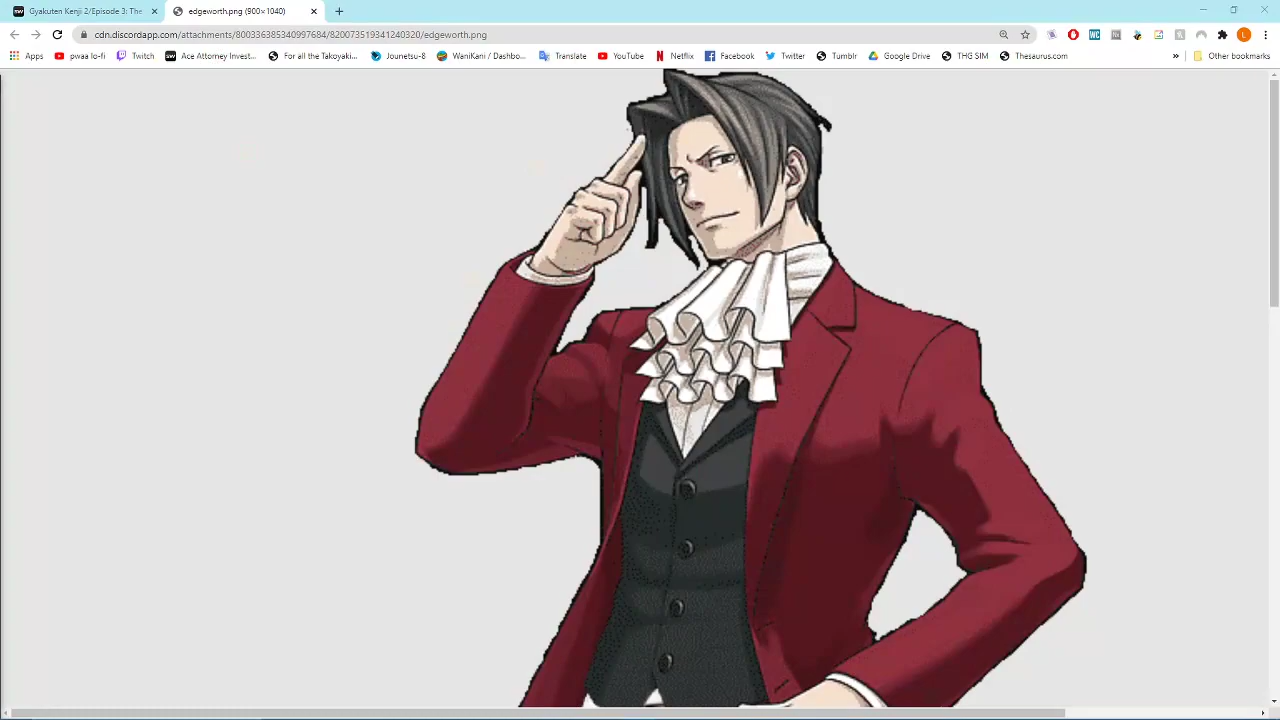 Gyakuten Kenji 2/Episode 3: The
edgeworth.png (900×1040)
cdn.discordapp.com/attachments/800336385340997684/820073517841240320/edgeworth.png
Apps pwaa lo-fi Twitch Ace Attorney Invest... For all the Takoyaki... Jounetsu-8 WaniKani / Dashbo... Translate YouTube Netflix Facebook Twitter Tumblr Google Drive THG SIM Thesaurus.com » Other bookmarks